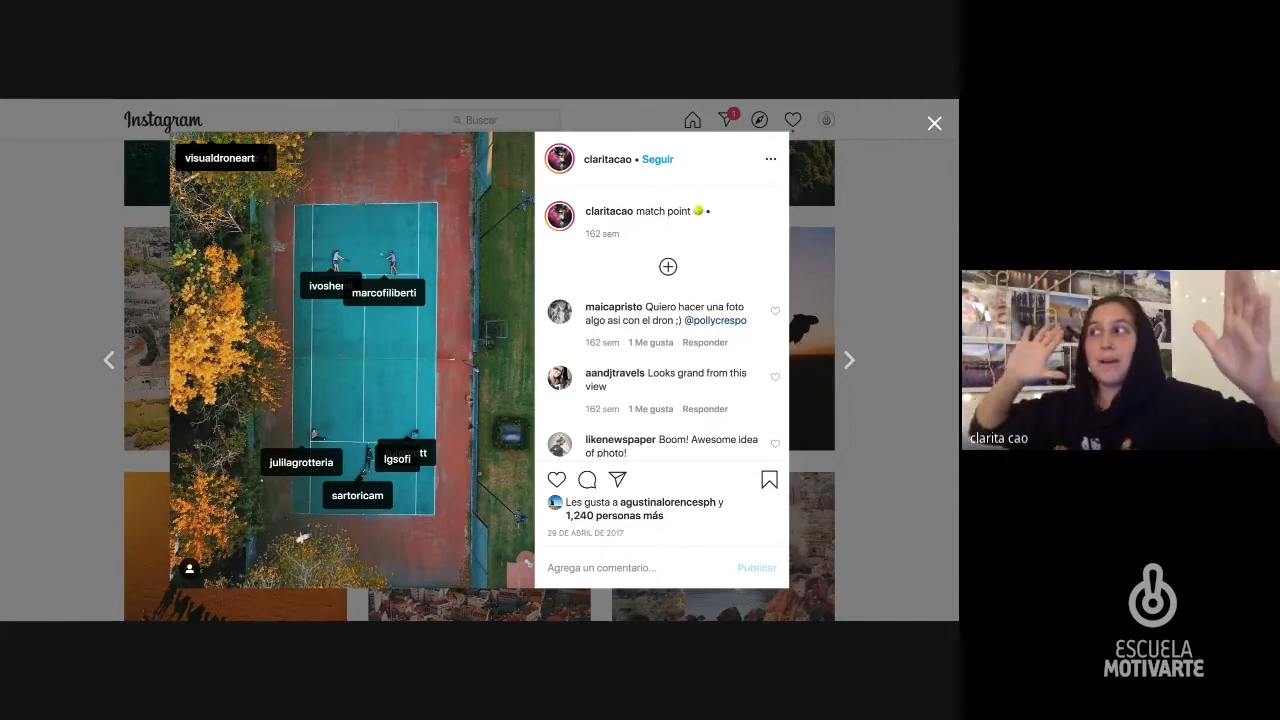 Instagram
Buscar
1
visualdroneart
marcofiliberti
julilagrotteria
lgsofi
sartoricam
claritacao • Seguir
claritacao match point 🎾 •
162 sem
maicapristo Quiero hacer una foto
algo asi con el dron ;) @pollycrespo
162 sem 1 Me gusta Responder
aandjtravels Looks grand from this
view
162 sem 1 Me gusta Responder
likenewspaper Boom! Awesome idea
of photo!
Les gusta a agustinalorencesph y
1,240 personas más
29 DE ABRIL DE 2017
Agrega un comentario... Publicar
clarita cao
ESCUELA
MOTIVARTE